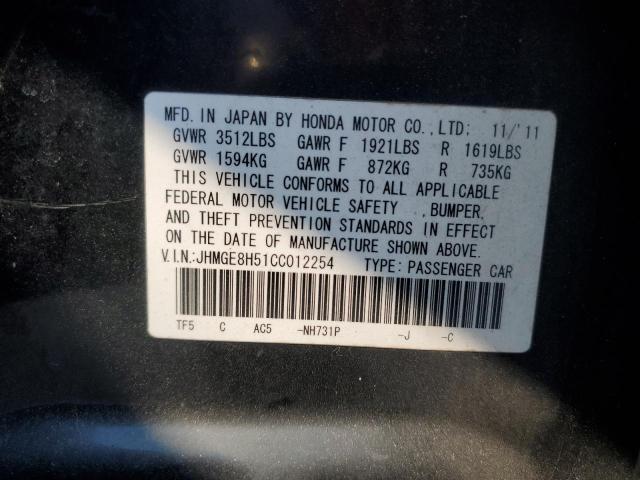 MFD. IN JAPAN BY HONDA MOTOR CO.,LTD: 11/'11
GVWR 3512LBS GAWR F 1921LBS R 1619LBS
GVWR 1594KG GAWR F 872KG R 735KG
THIS VEHICLE CONFORMS TO ALL APPLICABLE
FEDERAL MOTOR VEHICLE SAFETY ,BUMPER,
AND THEFT PREVENTION STANDARDS IN EFFECT
ON THE DATE OF MANUFACTURE SHOWN ABOVE.
V.I.N.:JHMGE8H51CC012254 TYPE: PASSENGER CAR
TF5 C AC5 -NH731P -J -C